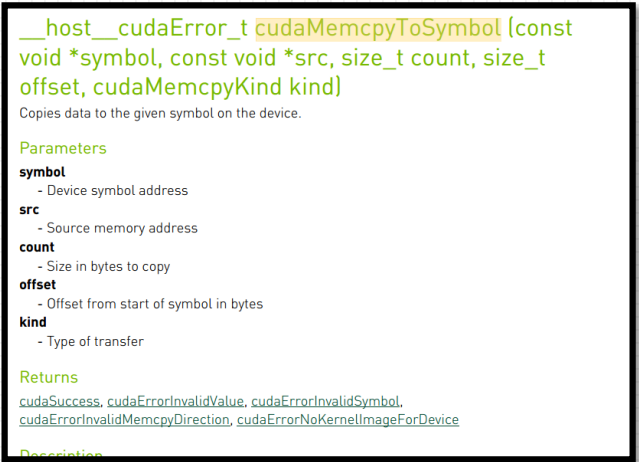 __host__cudaError_t cudaMemcpyToSymbol (const
void *symbol, const void *src, size_t count, size_t
offset, cudaMemcpyKind kind)
Copies data to the given symbol on the device.
Parameters
symbol
- Device symbol address
src
- Source memory address
count
- Size in bytes to copy
offset
- Offset from start of symbol in bytes
kind
- Type of transfer
Returns
cudaSuccess, cudaErrorInvalidValue, cudaErrorInvalidSymbol,
cudaErrorInvalidMemcpyDirection, cudaErrorNoKernelImageForDevice
Description